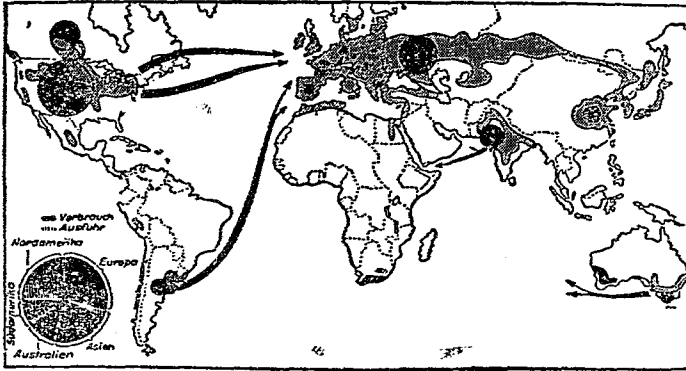 Verbrauch
Ausfuhr
Nordamerika
Europa
Südamerika
Asien
Australien